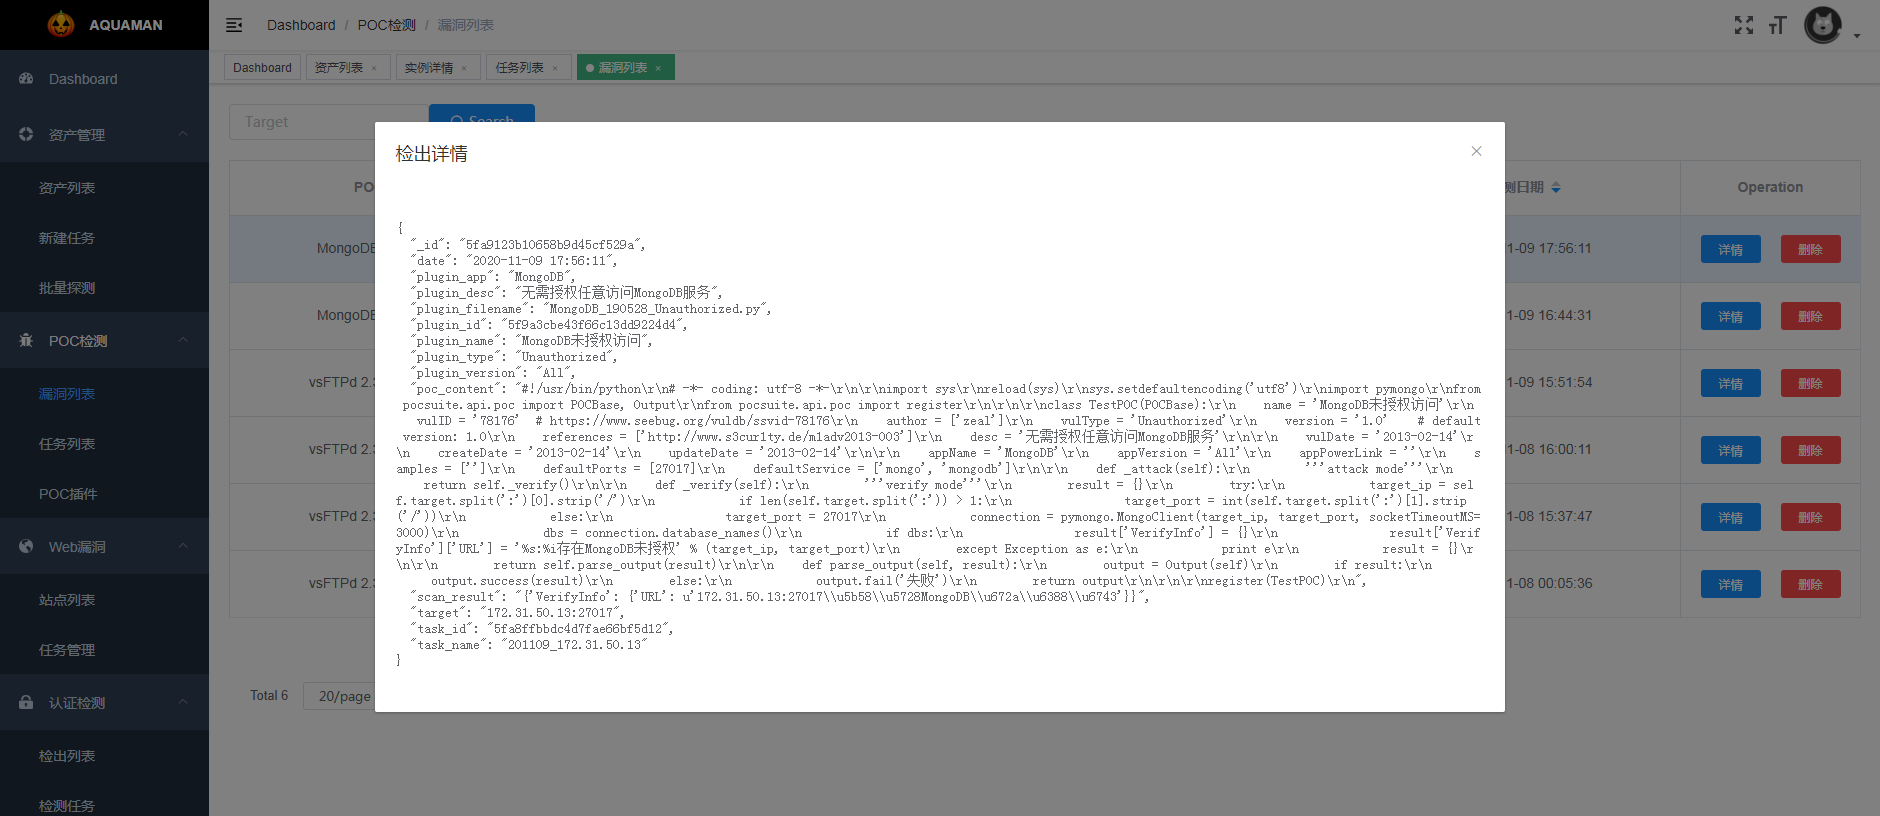 AQUAMAN
Dashboard / POC检测 / 漏洞列表
Dashboard
资产列表 ×
实例详情 ×
任务列表 ×
漏洞列表 ×
Dashboard
资产管理
资产列表
新建任务
批量探测
POC检测
漏洞列表
任务列表
POC插件
Web漏洞
站点列表
任务管理
认证检测
检出列表
检测任务
Target
Search
PO
测日期
Operation
MongoDB
1-09 17:56:11
详情
删除
MongoDB
1-09 16:44:31
详情
删除
vsFTPd 2.3
1-09 15:51:54
详情
删除
vsFTPd 2.3
1-08 16:00:11
详情
删除
vsFTPd 2.3
1-08 15:37:47
详情
删除
vsFTPd 2.3
1-08 00:05:36
详情
删除
Total 6
20/page
检出详情
{
"_id": "5fa9123b10658b9d45cf529a",
"date": "2020-11-09 17:56:11",
"plugin_app": "MongoDB",
"plugin_desc": "无需授权任意访问MongoDB服务",
"plugin_filename": "MongoDB_190528_Unauthorized.py",
"plugin_id": "5f9a3cbe43f66c13dd9224d4",
"plugin_name": "MongoDB未授权访问",
"plugin_type": "Unauthorized",
"plugin_version": "All",
"poc_content": "#!/usr/bin/python\r\n# -*- coding: utf-8 -*-\r\n\r\nimport sys\r\nreload(sys)\r\nsys.setdefaultencoding('utf8')\r\nimport pymongo\r\nfrom
pocsuite.api.poc import POCBase, Output\r\nfrom pocsuite.api.poc import register\r\n\r\n\r\nclass TestPOC(POCBase):\r\n    name = 'MongoDB未授权访问'\r\n
vulID = '78176'  # https://www.seebug.org/vuldb/ssvid-78176\r\n    author = ['zeal']\r\n    vulType = 'Unauthorized'\r\n    version = '1.0'    # default
version: 1.0\r\n    references = ['http://www.s3cur1ty.de/m1adv2013-003']\r\n    desc = '无需授权任意访问MongoDB服务'\r\n\r\n    vulDate = '2013-02-14'\r
\n    createDate = '2013-02-14'\r\n    updateDate = '2013-02-14'\r\n\r\n    appName = 'MongoDB'\r\n    appVersion = 'All'\r\n    appPowerLink = ''\r\n    s
amples = ['']\r\n    defaultPorts = [27017]\r\n    defaultService = ['mongo', 'mongodb']\r\n\r\n    def _attack(self):\r\n        '''attack mode'''\r\n
return self._verify()\r\n\r\n    def _verify(self):\r\n        '''verify mode'''\r\n        result = {}\r\n        try:\r\n            target_ip = sel
f.target.split(':')[0].strip('/')\r\n            if len(self.target.split(':')) > 1:\r\n                target_port = int(self.target.split(':')[1].strip
('/'))\r\n            else:\r\n                target_port = 27017\r\n            connection = pymongo.MongoClient(target_ip, target_port, socketTimeoutMS=
3000)\r\n            dbs = connection.database_names()\r\n            if dbs:\r\n                result['VerifyInfo'] = {}\r\n                result['Verif
yInfo']['URL'] = '%s:%i存在MongoDB未授权' % (target_ip, target_port)\r\n        except Exception as e:\r\n            print e\r\n            result = {}\r
\n\r\n        return self.parse_output(result)\r\n\r\n    def parse_output(self, result):\r\n        output = Output(self)\r\n        if result:\r\n
output.success(result)\r\n        else:\r\n            output.fail('失败')\r\n        return output\r\n\r\n\r\nregister(TestPOC)\r\n",
"scan_result": "{'VerifyInfo': {'URL': u'172.31.50.13:27017\\u5b58\\u5728MongoDB\\u672a\\u6388\\u6743'}}",
"target": "172.31.50.13:27017",
"task_id": "5fa8ffbbdc4d7fae66bf5d12",
"task_name": "201109_172.31.50.13"
}